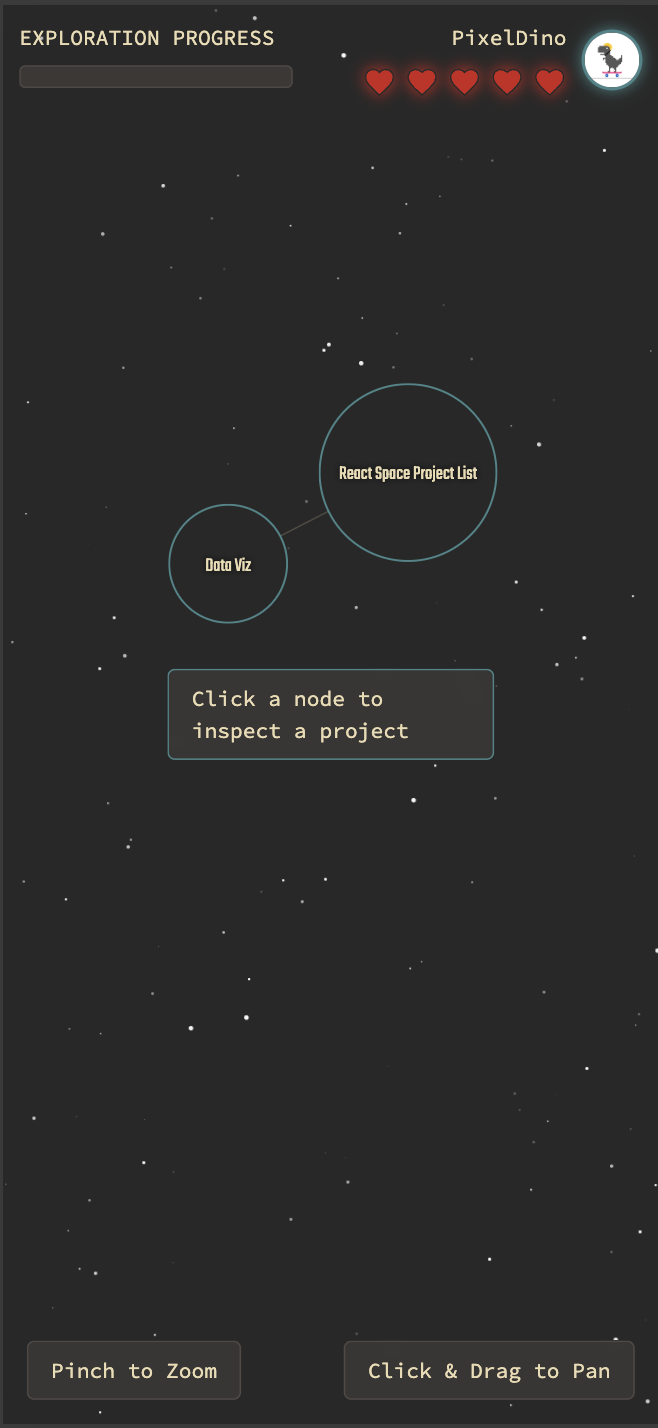 EXPLORATION PROGRESS
PixelDino
React Space Project List
Data Viz
Click a node to
inspect a project
Pinch to Zoom
Click & Drag to Pan